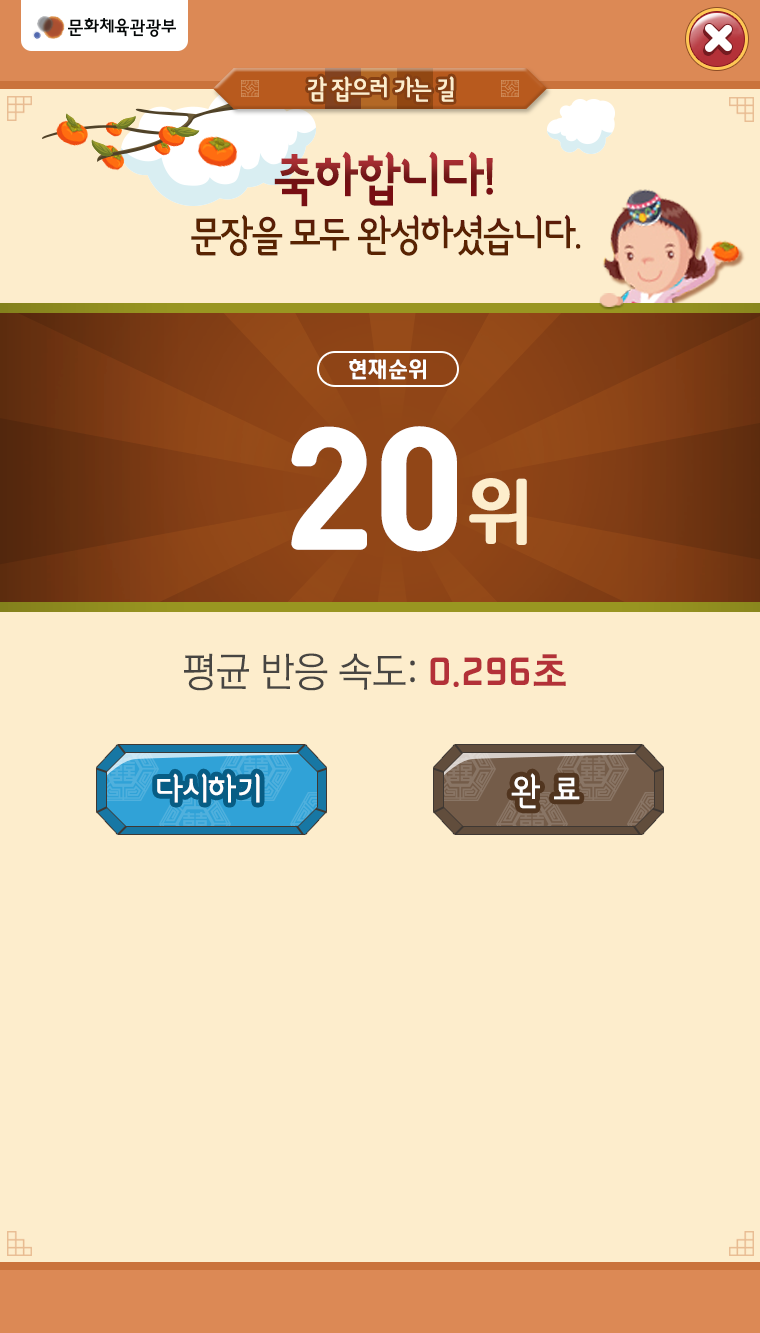 문화체육관광부
감 잡으러 가는 길
축하합니다!
문장을 모두 완성하셨습니다.
현재순위
20위
평균 반응 속도: 0.296초
다시하기
완 료